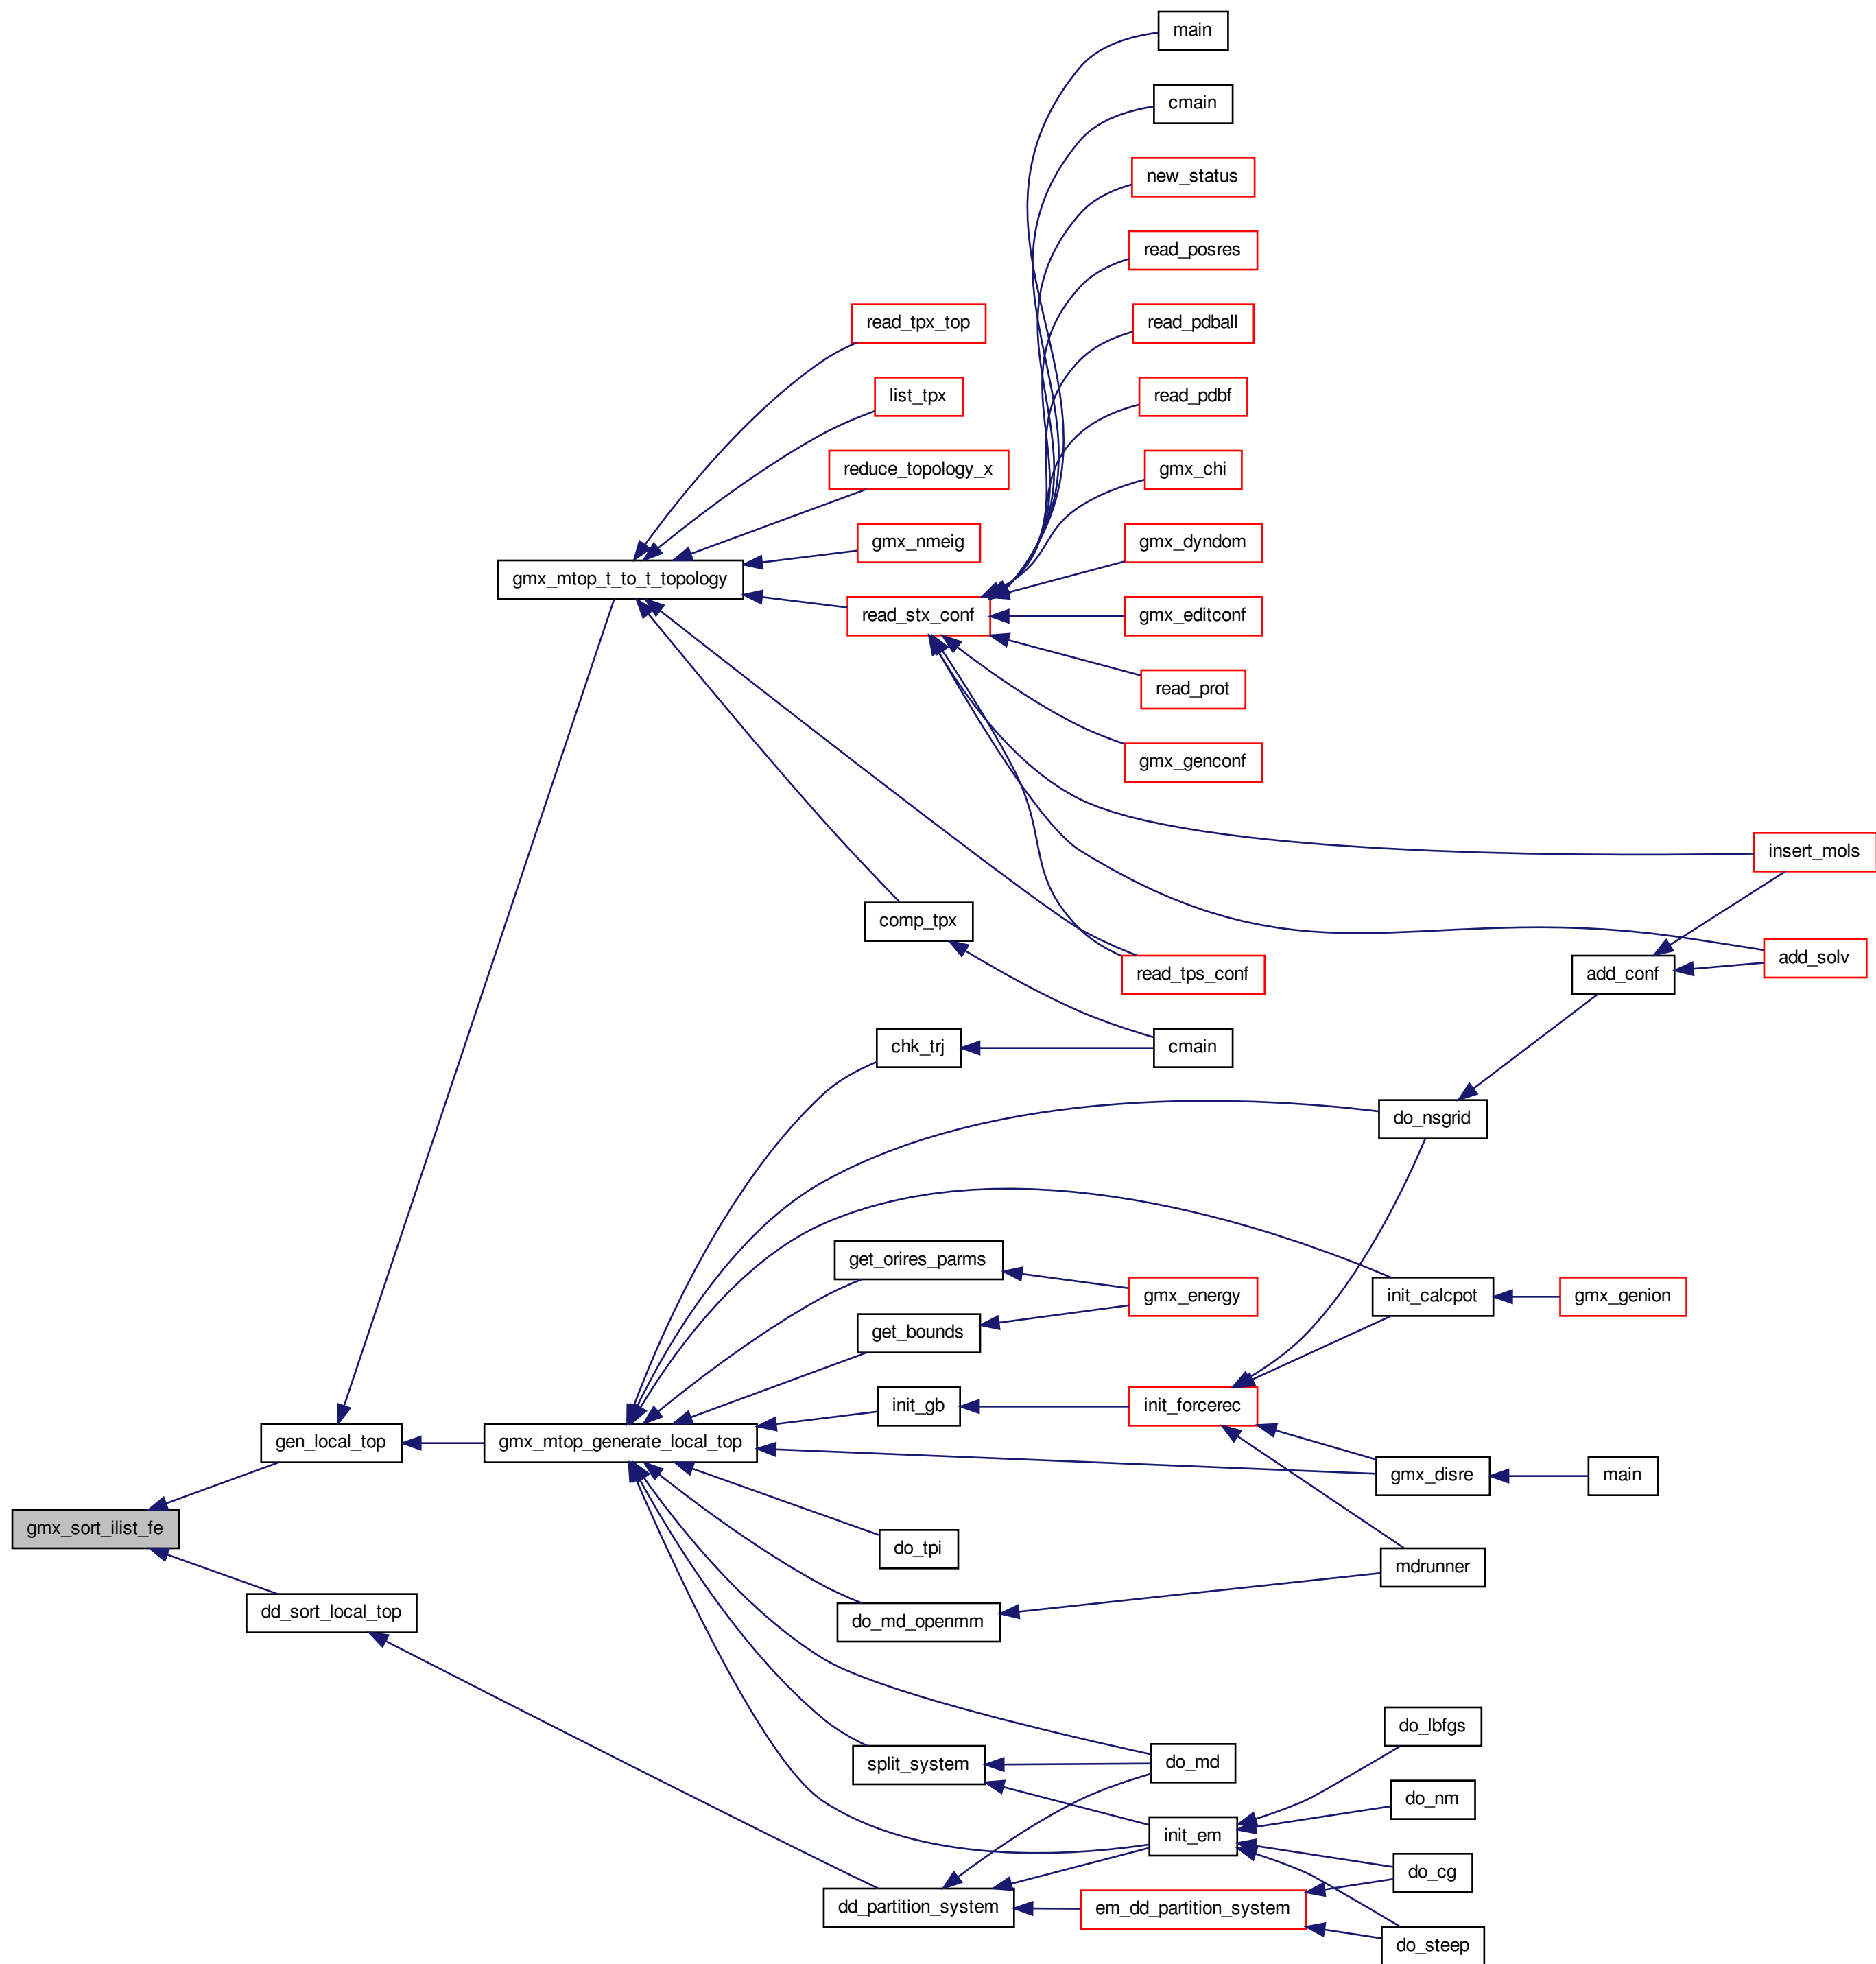 main
cmain
new_status
read_posres
read_tpx_top
read_pdball
list_tpx
read_pdbf
reduce_topology_x
gmx_chi
gmx_nmeig
gmx_dyndom
gmx_mtop_t_to_t_topology
read_stx_conf
gmx_editconf
read_prot
gmx_genconf
insert_mols
comp_tpx
add_solv
read_tps_conf
add_conf
chk_trj
cmain
do_nsgrid
get_orires_parms
gmx_energy
init_calcpot
gmx_genion
get_bounds
init_gb
init_forcerec
gen_local_top
gmx_mtop_generate_local_top
gmx_disre
main
gmx_sort_ilist_fe
do_tpi
mdrunner
dd_sort_local_top
do_md_openmm
do_lbfgs
split_system
do_md
do_nm
init_em
do_cg
dd_partition_system
em_dd_partition_system
do_steep